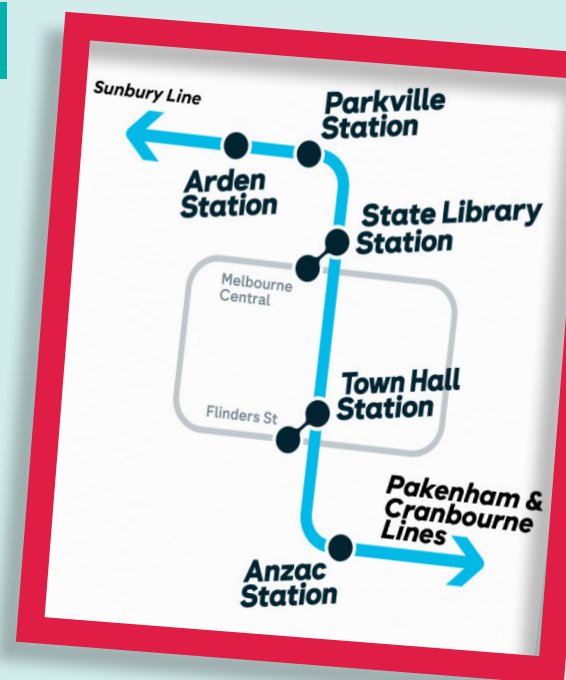 Sunbury Line
Parkville
Station
Arden
Station
State Library
Station
Melbourne
Central
Town Hall
Station
Flinders St
Pakenham &
Cranbourne
Lines
Anzac
Station